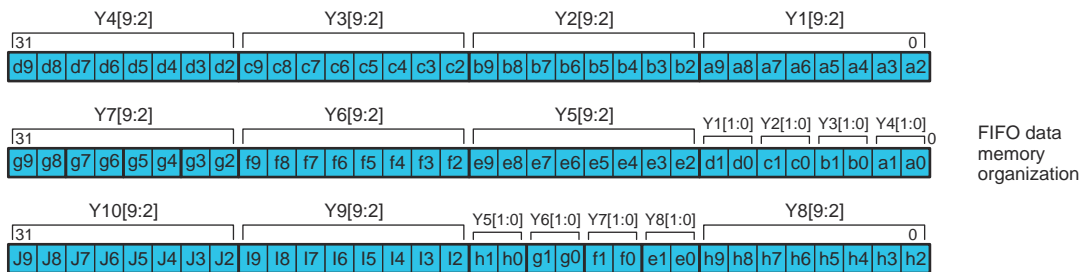 Y4[9:2] Y3[9:2] Y2[9:2] Y1[9:2]
31 0
d9 d8 d7 d6 d5 d4 d3 d2 c9 c8 c7 c6 c5 c4 c3 c2 b9 b8 b7 b6 b5 b4 b3 b2 a9 a8 a7 a6 a5 a4 a3 a2
Y7[9:2] Y6[9:2] Y5[9:2] Y1[1:0] Y2[1:0] Y3[1:0] Y4[1:0]
31 0
g9 g8 g7 g6 g5 g4 g3 g2 f9 f8 f7 f6 f5 f4 f3 f2 e9 e8 e7 e6 e5 e4 e3 e2 d1 d0 c1 c0 b1 b0 a1 a0
FIFO data
memory
organization
Y10[9:2] Y9[9:2] Y5[1:0] Y6[1:0] Y7[1:0] Y8[1:0] Y8[9:2]
31 0
J9 J8 J7 J6 J5 J4 J3 J2 I9 I8 I7 I6 I5 I4 I3 I2 h1 h0 g1 g0 f1 f0 e1 e0 h9 h8 h7 h6 h5 h4 h3 h2